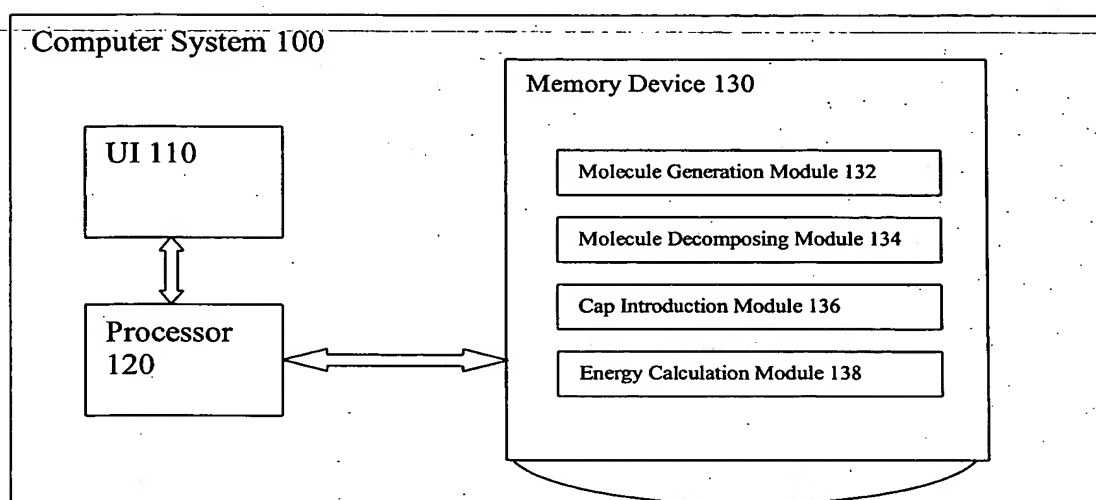 Computer System 100
Memory Device 130
UI 110
Molecule Generation Module 132
Molecule Decomposing Module 134
Cap Introduction Module 136
Processor
120
Energy Calculation Module 138